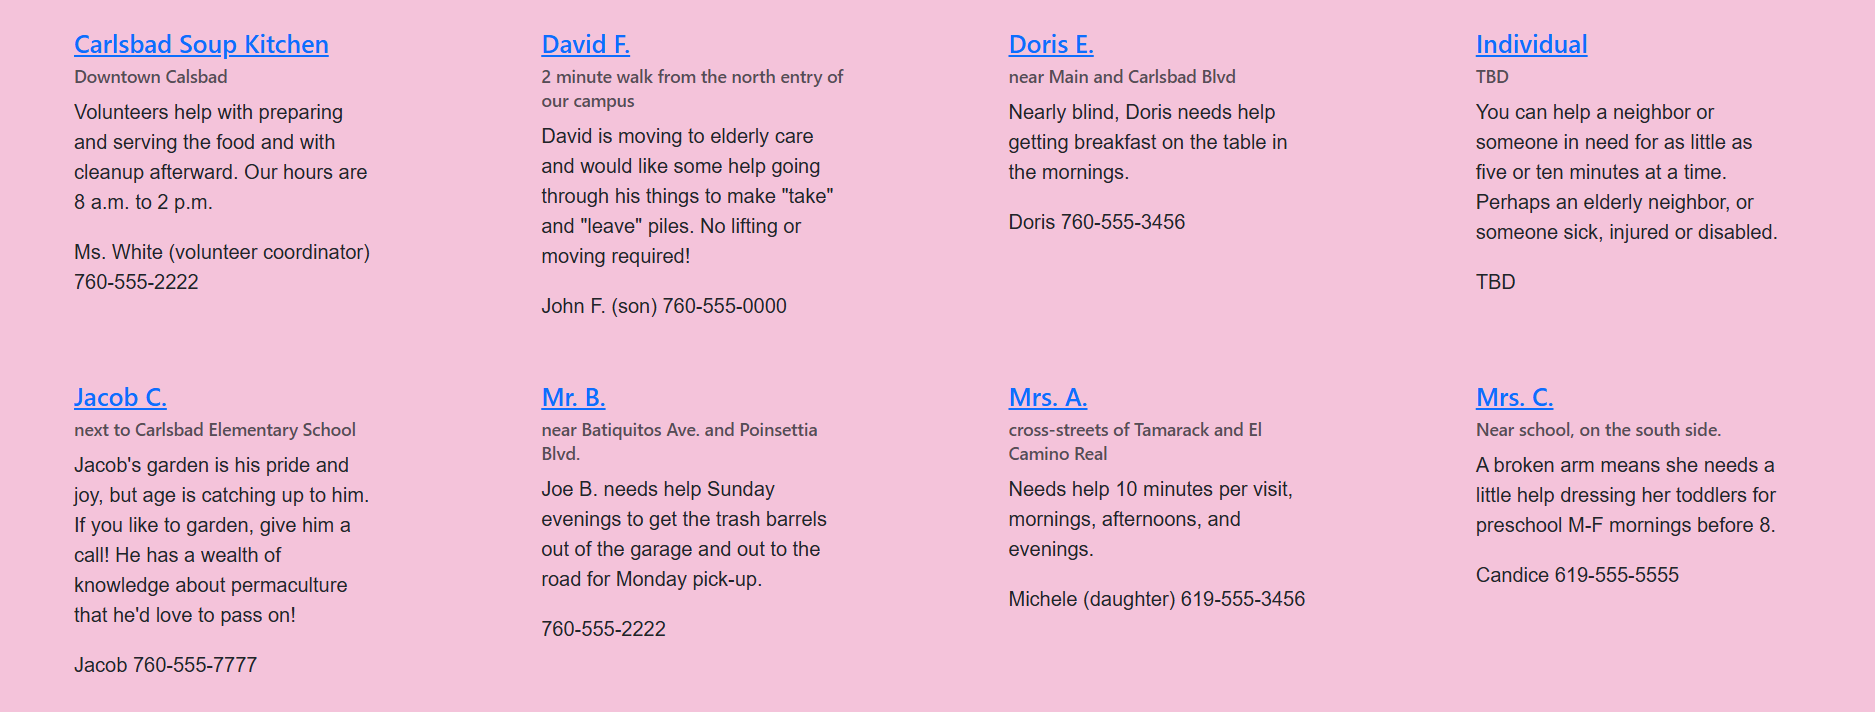 Carlsbad Soup Kitchen
Downtown Calsbad
Volunteers help with preparing
and serving the food and with
cleanup afterward. Our hours are
8 a.m. to 2 p.m.
Ms. White (volunteer coordinator)
760-555-2222
David F.
2 minute walk from the north entry of
our campus
David is moving to elderly care
and would like some help going
through his things to make "take"
and "leave" piles. No lifting or
moving required!
John F. (son) 760-555-0000
Doris E.
near Main and Carlsbad Blvd
Nearly blind, Doris needs help
getting breakfast on the table in
the mornings.
Doris 760-555-3456
Individual
TBD
You can help a neighbor or
someone in need for as little as
five or ten minutes at a time.
Perhaps an elderly neighbor, or
someone sick, injured or disabled.
TBD
Jacob C.
next to Carlsbad Elementary School
Jacob's garden is his pride and
joy, but age is catching up to him.
If you like to garden, give him a
call! He has a wealth of
knowledge about permaculture
that he'd love to pass on!
Jacob 760-555-7777
Mr. B.
near Batiquitos Ave. and Poinsettia
Blvd.
Joe B. needs help Sunday
evenings to get the trash barrels
out of the garage and out to the
road for Monday pick-up.
760-555-2222
Mrs. A.
cross-streets of Tamarack and El
Camino Real
Needs help 10 minutes per visit,
mornings, afternoons, and
evenings.
Michele (daughter) 619-555-3456
Mrs. C.
Near school, on the south side.
A broken arm means she needs a
little help dressing her toddlers for
preschool M-F mornings before 8.
Candice 619-555-5555